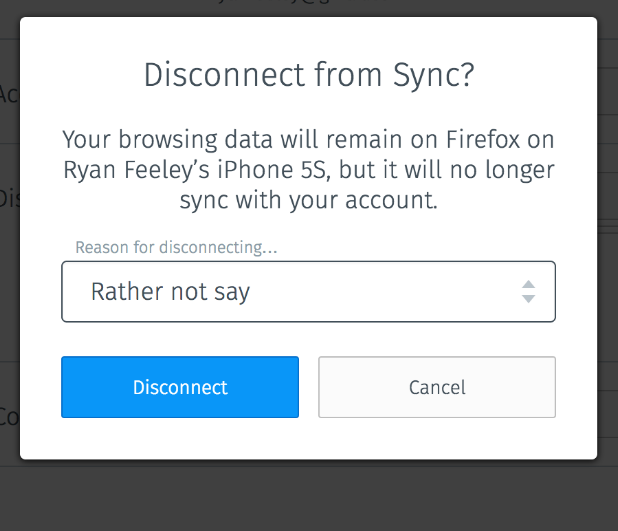 Disconnect from Sync?
Your browsing data will remain on Firefox on
Ryan Feeley’s iPhone 5S, but it will no longer
sync with your account.
Reason for disconnecting...
Rather not say
Disconnect
Cancel